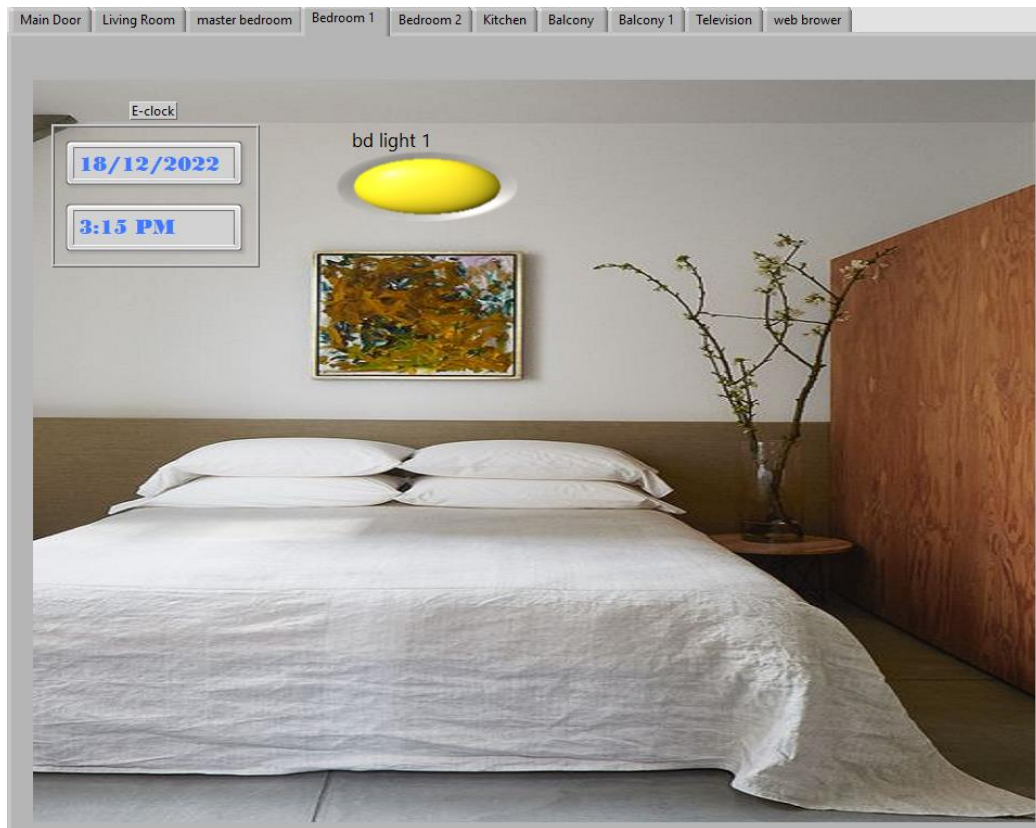 Main Door Living Room master bedroom Bedroom 1 Bedroom 2 Kitchen Balcony Balcony 1 Television web brower
E-clock
bd light 1
18/12/2022
3:15 PM